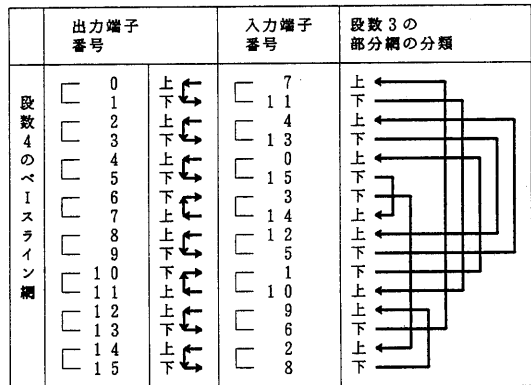 出力端子
番号
入力端子
番号
段数3の
部分網の分類
段数4のベースライン網
0 上 7 上
1 下 11 下
2 上 4 上
3 下 13 下
4 上 0 上
5 下 15 下
6 下 3 下
7 上 14 上
8 上 12 上
9 下 5 下
10 下 1 下
11 上 10 上
12 上 9 上
13 下 6 下
14 上 2 上
15 下 8 下